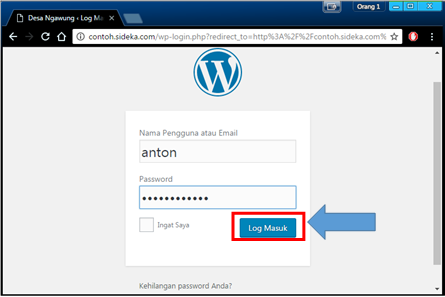 Orang 1
Desa Ngawung ‹ Log Ma
contoh.sideka.com/wp-login.php?redirect_to=http%3A%2F%2Fcontoh.sideka.com%
Nama Pengguna atau Email
anton
Password
••••••••••••
Ingat Saya
Log Masuk
Kehilangan password Anda?